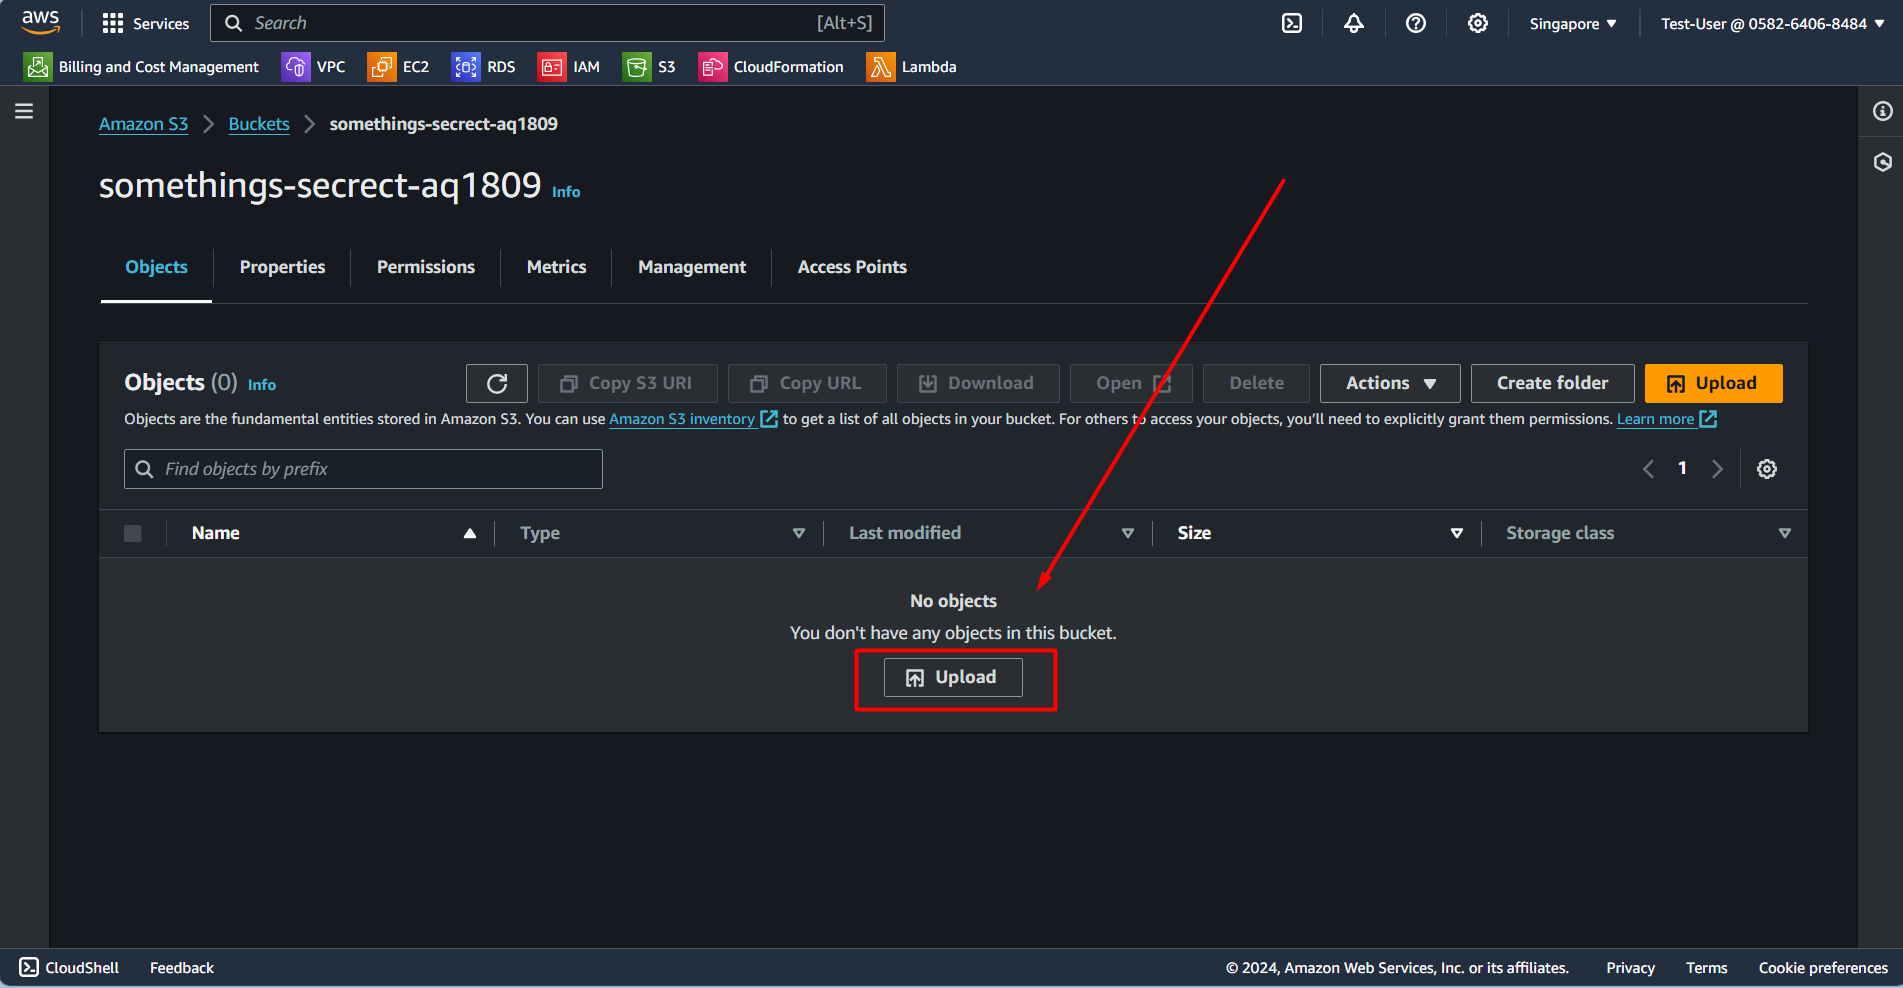 aws Services Search [Alt+S] Singapore Test-User @ 0582-6406-8484
Billing and Cost Management VPC EC2 RDS IAM S3 CloudFormation Lambda
Amazon S3 Buckets somethings-secrect-aq1809
somethings-secrect-aq1809 Info
Objects Properties Permissions Metrics Management Access Points
Objects (0) Info Copy S3 URI Copy URL Download Open Delete Actions Create folder Upload
Objects are the fundamental entities stored in Amazon S3. You can use Amazon S3 inventory to get a list of all objects in your bucket. For others to access your objects, you'll need to explicitly grant them permissions. Learn more
Find objects by prefix 1
Name Type Last modified Size Storage class
No objects
You don't have any objects in this bucket.
Upload
CloudShell Feedback © 2024, Amazon Web Services, Inc. or its affiliates. Privacy Terms Cookie preferences